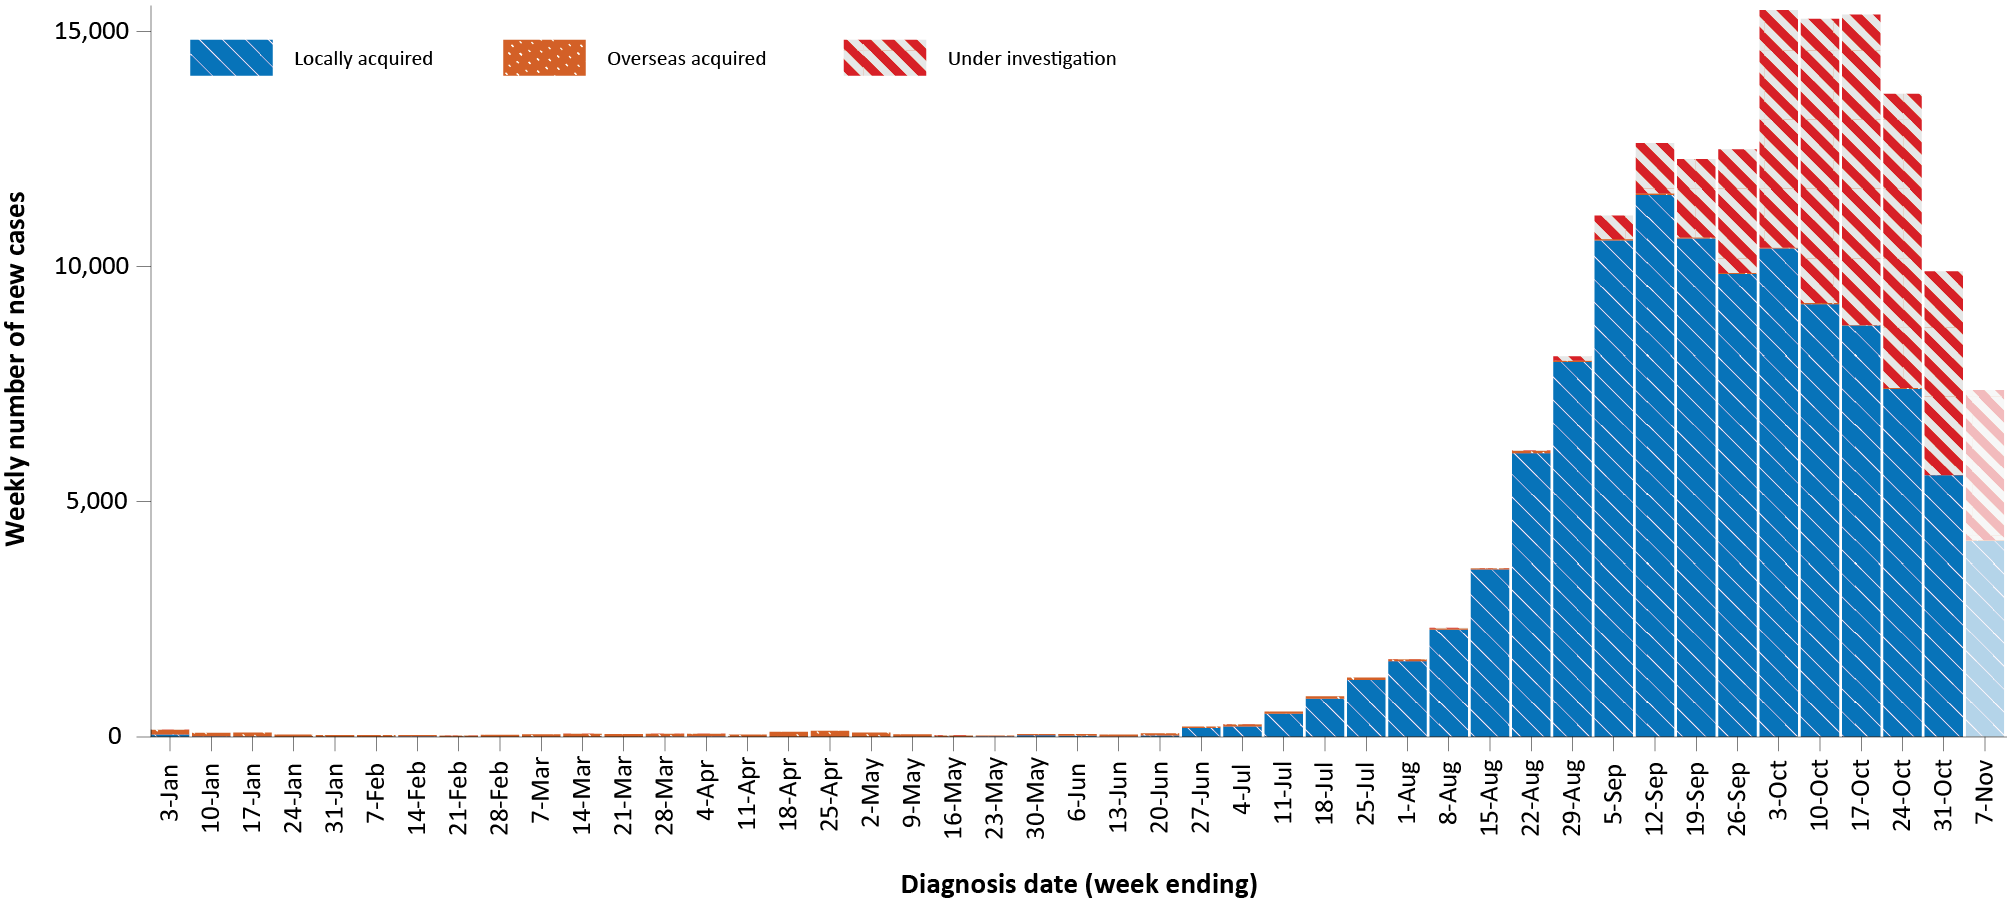 Weekly number of new cases
15,000
10,000
5,000
0
Locally acquired
Overseas acquired
Under investigation
3-Jan
10-Jan
17-Jan
24-Jan
31-Jan
7-Feb
14-Feb
21-Feb
28-Feb
7-Mar
14-Mar
21-Mar
28-Mar
4-Apr
11-Apr
18-Apr
25-Apr
2-May
9-May
16-May
23-May
30-May
6-Jun
13-Jun
20-Jun
27-Jun
4-Jul
11-Jul
18-Jul
25-Jul
1-Aug
8-Aug
15-Aug
22-Aug
29-Aug
5-Sep
12-Sep
19-Sep
26-Sep
3-Oct
10-Oct
17-Oct
24-Oct
31-Oct
7-Nov
Diagnosis date (week ending)